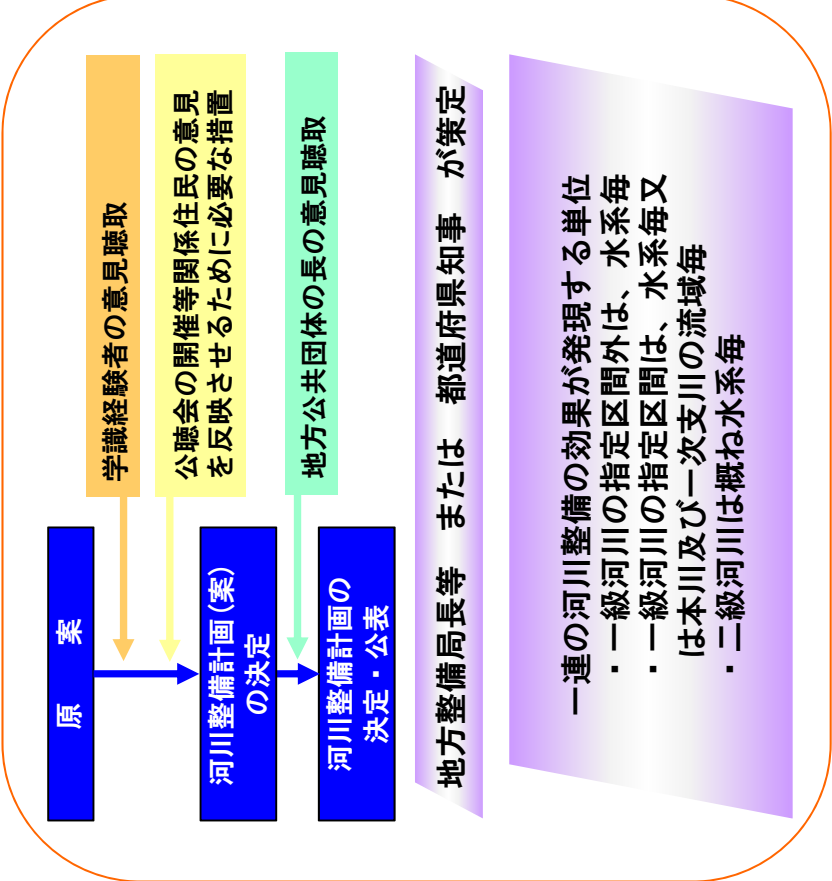 原　　案
学識経験者の意見聴取
公聴会の開催等関係住民の意見
を反映させるために必要な措置
河川整備計画（案）
の決定
地方公共団体の長の意見聴取
河川整備計画の
決定・公表
地方整備局長等　または　都道府県知事　が策定
一連の河川整備の効果が発現する単位
・一級河川の指定区間外は、水系毎
・一級河川の指定区間は、水系毎又
は本川及び一次支川の流域毎
・二級河川は概ね水系毎